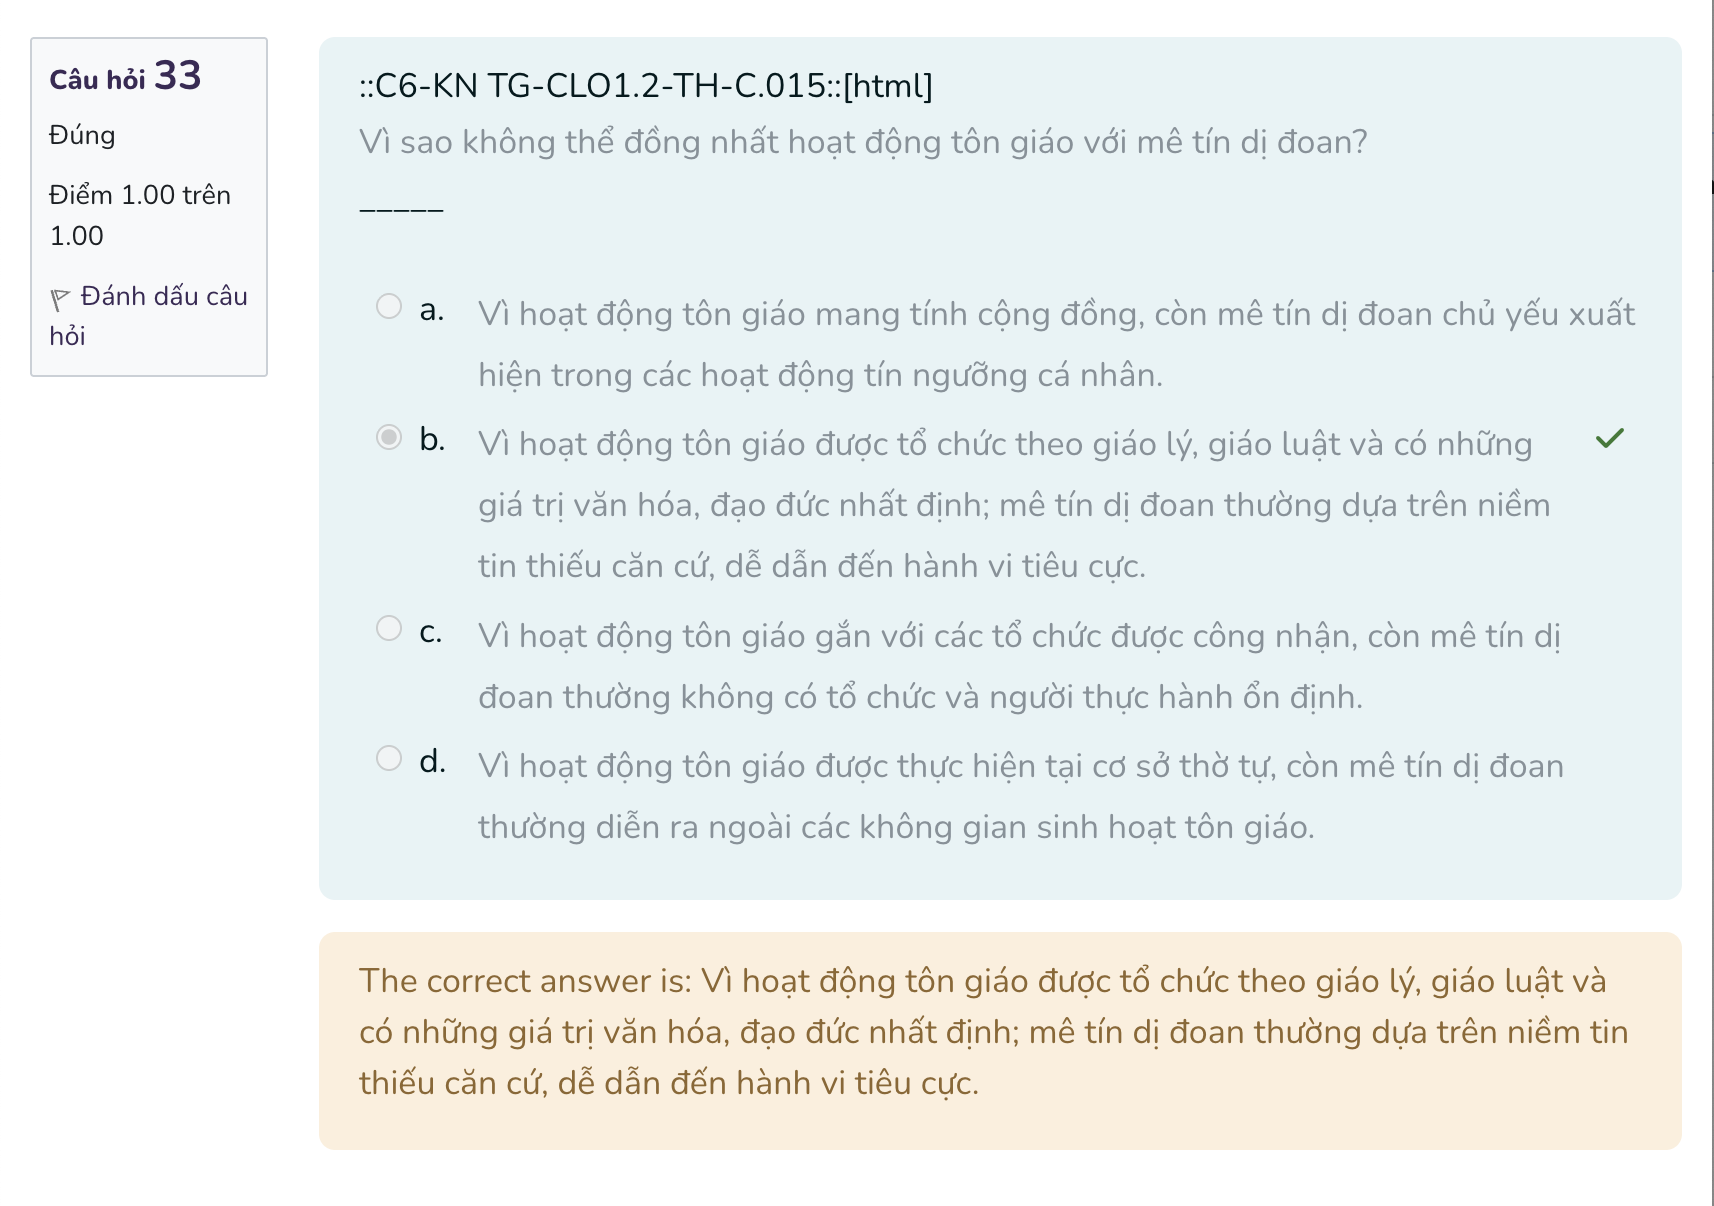 Câu hỏi 33
Đúng
Điểm 1.00 trên
1.00
Đánh dấu câu
hỏi
::C6-KN TG-CLO1.2-TH-C.015::[html]
Vì sao không thể đồng nhất hoạt động tôn giáo với mê tín dị đoan?
_____
a. Vì hoạt động tôn giáo mang tính cộng đồng, còn mê tín dị đoan chủ yếu xuất
hiện trong các hoạt động tín ngưỡng cá nhân.
b. Vì hoạt động tôn giáo được tổ chức theo giáo lý, giáo luật và có những
giá trị văn hóa, đạo đức nhất định; mê tín dị đoan thường dựa trên niềm
tin thiếu căn cứ, dễ dẫn đến hành vi tiêu cực.
c. Vì hoạt động tôn giáo gắn với các tổ chức được công nhận, còn mê tín dị
đoan thường không có tổ chức và người thực hành ổn định.
d. Vì hoạt động tôn giáo được thực hiện tại cơ sở thờ tự, còn mê tín dị đoan
thường diễn ra ngoài các không gian sinh hoạt tôn giáo.
The correct answer is: Vì hoạt động tôn giáo được tổ chức theo giáo lý, giáo luật và
có những giá trị văn hóa, đạo đức nhất định; mê tín dị đoan thường dựa trên niềm tin
thiếu căn cứ, dễ dẫn đến hành vi tiêu cực.